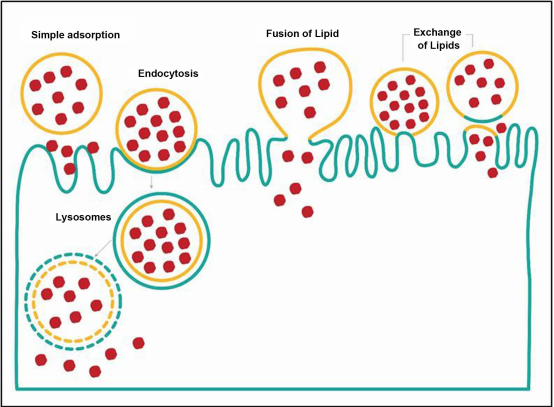 Simple adsorption
Endocytosis
Fusion of Lipid
Exchange
of Lipids
Lysosomes